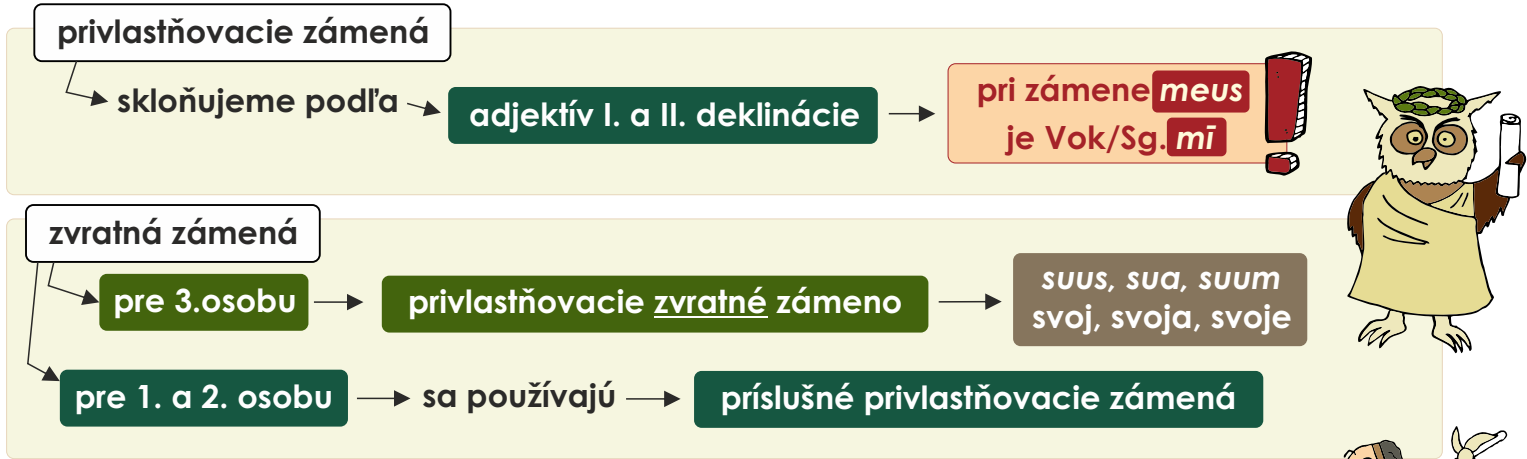 privlastňovacie zámená
skloňujeme podľa
adjektív I. a II. deklinácie
pri zámene meus
je Vok/Sg. mī
zvratná zámená
pre 3.osobu
privlastňovacie zvratné zámeno
suus, sua, suum
svoj, svoja, svoje
pre 1. a 2. osobu
sa používajú
príslušné privlastňovacie zámená